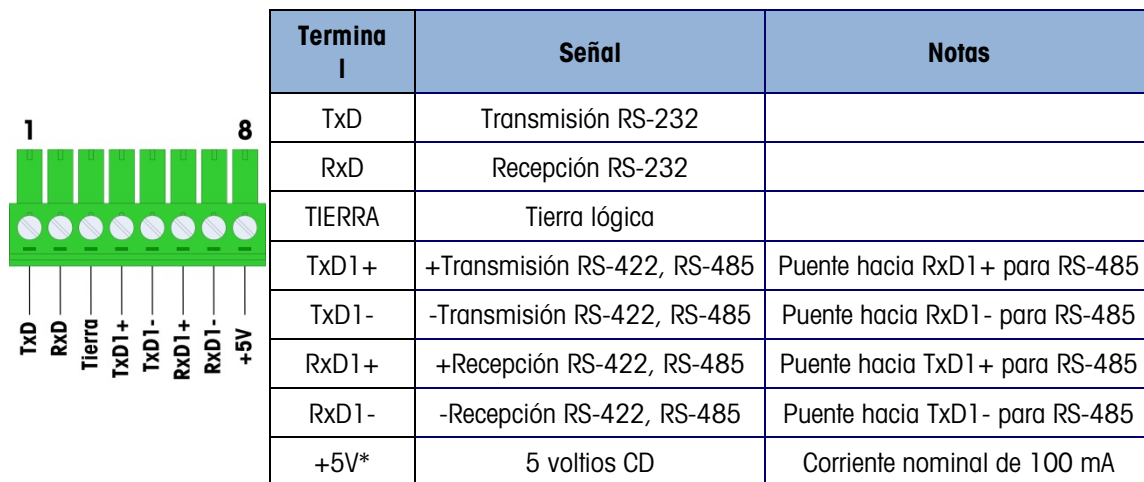 1 8
TxD
RxD
Tierra
TxD1+
TxD1-
RxD1+
RxD1-
+5V
Termina
l Señal Notas
TxD Transmisión RS-232
RxD Recepción RS-232
TIERRA Tierra lógica
TxD1+ +Transmisión RS-422, RS-485 Puente hacia RxD1+ para RS-485
TxD1- -Transmisión RS-422, RS-485 Puente hacia RxD1- para RS-485
RxD1+ +Recepción RS-422, RS-485 Puente hacia TxD1+ para RS-485
RxD1- -Recepción RS-422, RS-485 Puente hacia TxD1- para RS-485
+5V* 5 voltios CD Corriente nominal de 100 mA